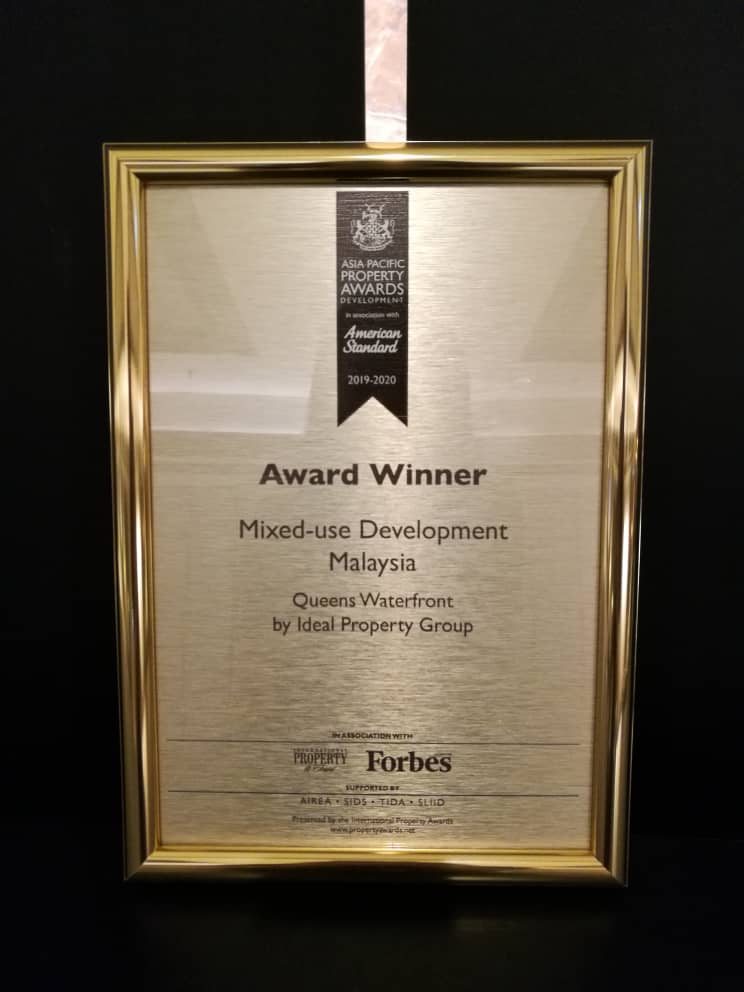 ASIA PACIFIC
PROPERTY
AWARDS
DEVELOPMENT
in association with
American
Standard
2019-2020
Award Winner
Mixed-use Development
Malaysia
Queens Waterfront
by Ideal Property Group
IN ASSOCIATION WITH
INTERNATIONAL
PROPERTY
& Travel
Forbes
SUPPORTED BY
AIREA • SIDS • TIDA • SLIID
Presented by the International Property Awards
www.propertyawards.net